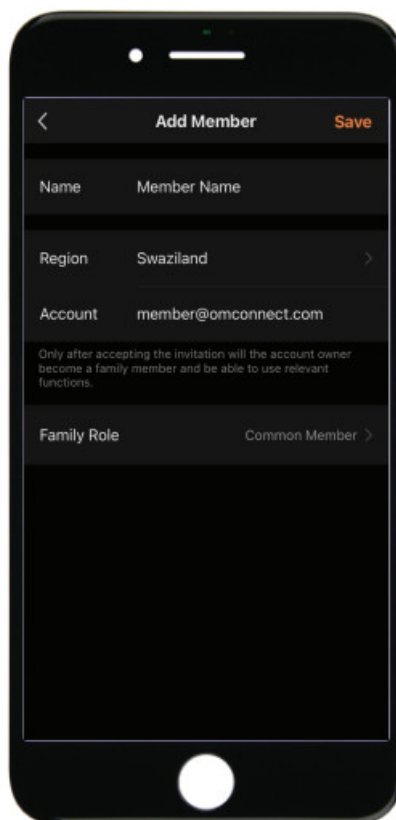 Add Member Save
Name Member Name
Region Swaziland
Account member@omconnect.com
Only after accepting the invitation will the account owner
become a family member and be able to use relevant
functions.
Family Role Common Member